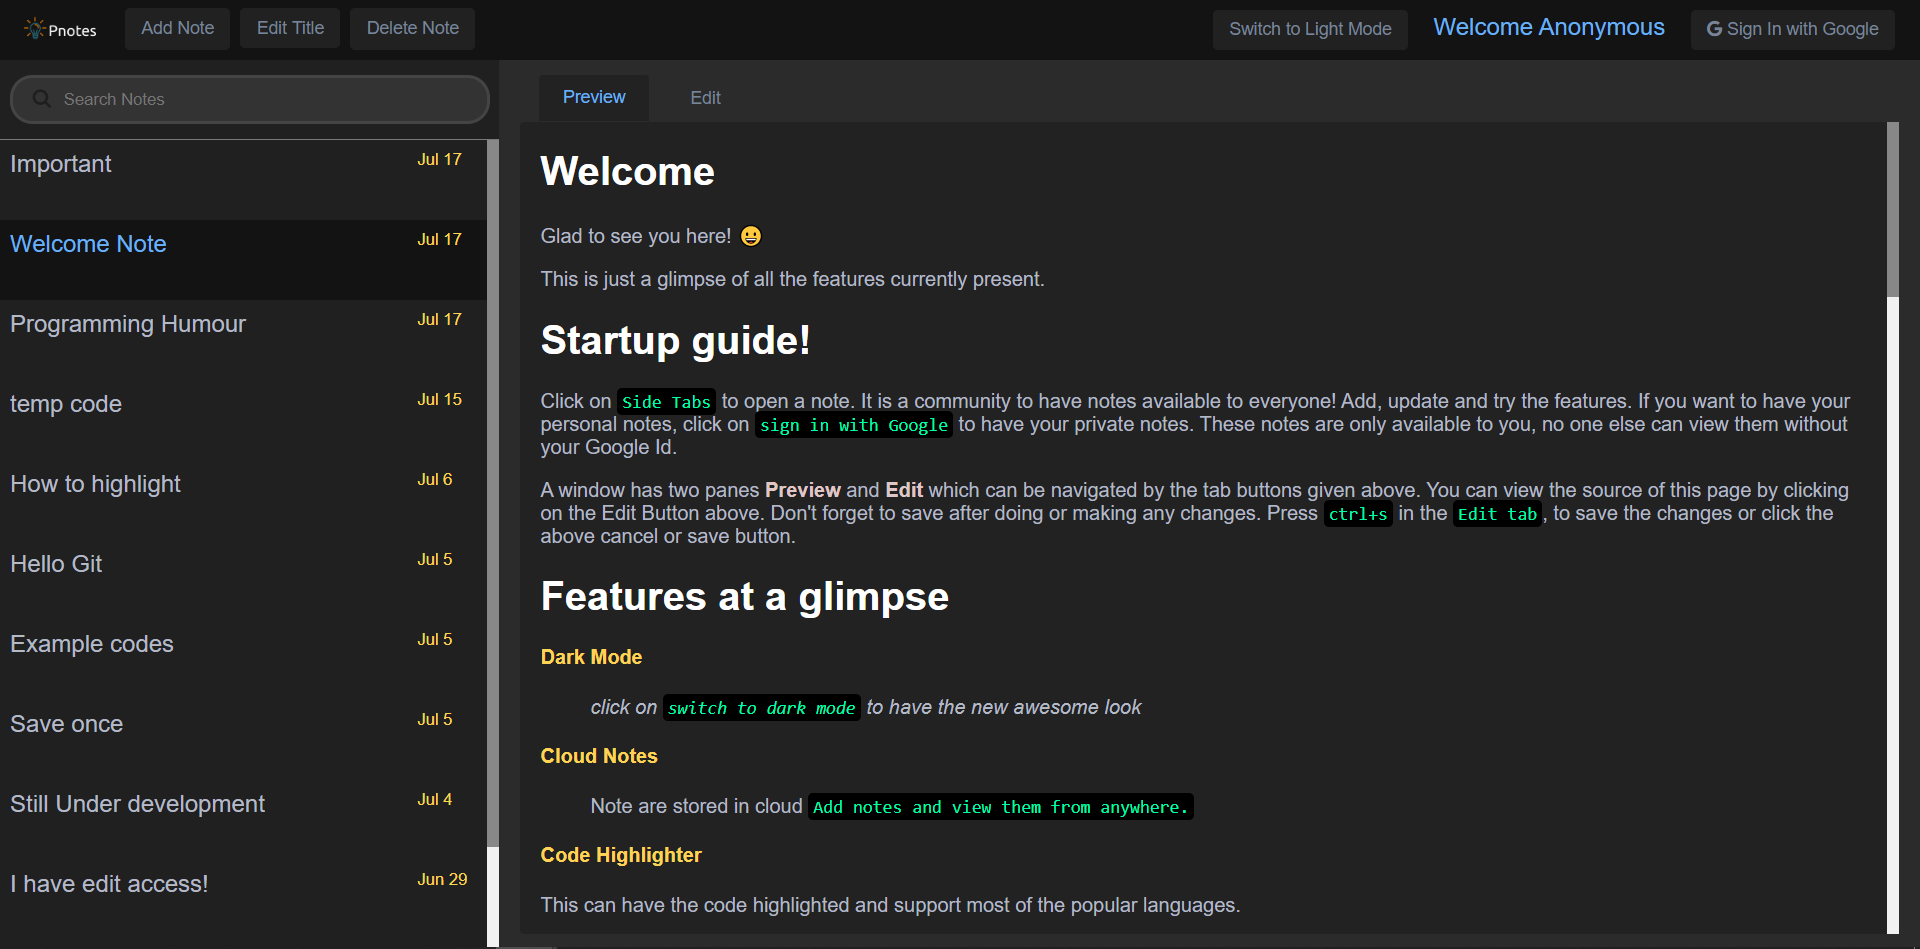 Pnotes
Add Note
Edit Title
Delete Note
Switch to Light Mode
Welcome Anonymous
Sign In with Google
Search Notes
Important
Jul 17
Welcome Note
Jul 17
Programming Humour
Jul 17
temp code
Jul 15
How to highlight
Jul 6
Hello Git
Jul 5
Example codes
Jul 5
Save once
Jul 5
Still Under development
Jul 4
I have edit access!
Jun 29
Preview
Edit
Welcome
Glad to see you here! 😀
This is just a glimpse of all the features currently present.
Startup guide!
Click on Side Tabs to open a note. It is a community to have notes available to everyone! Add, update and try the features. If you want to have your
personal notes, click on sign in with Google to have your private notes. These notes are only available to you, no one else can view them without
your Google Id.
A window has two panes Preview and Edit which can be navigated by the tab buttons given above. You can view the source of this page by clicking
on the Edit Button above. Don't forget to save after doing or making any changes. Press ctrl+s in the Edit tab, to save the changes or click the
above cancel or save button.
Features at a glimpse
Dark Mode
click on switch to dark mode to have the new awesome look
Cloud Notes
Note are stored in cloud Add notes and view them from anywhere.
Code Highlighter
This can have the code highlighted and support most of the popular languages.